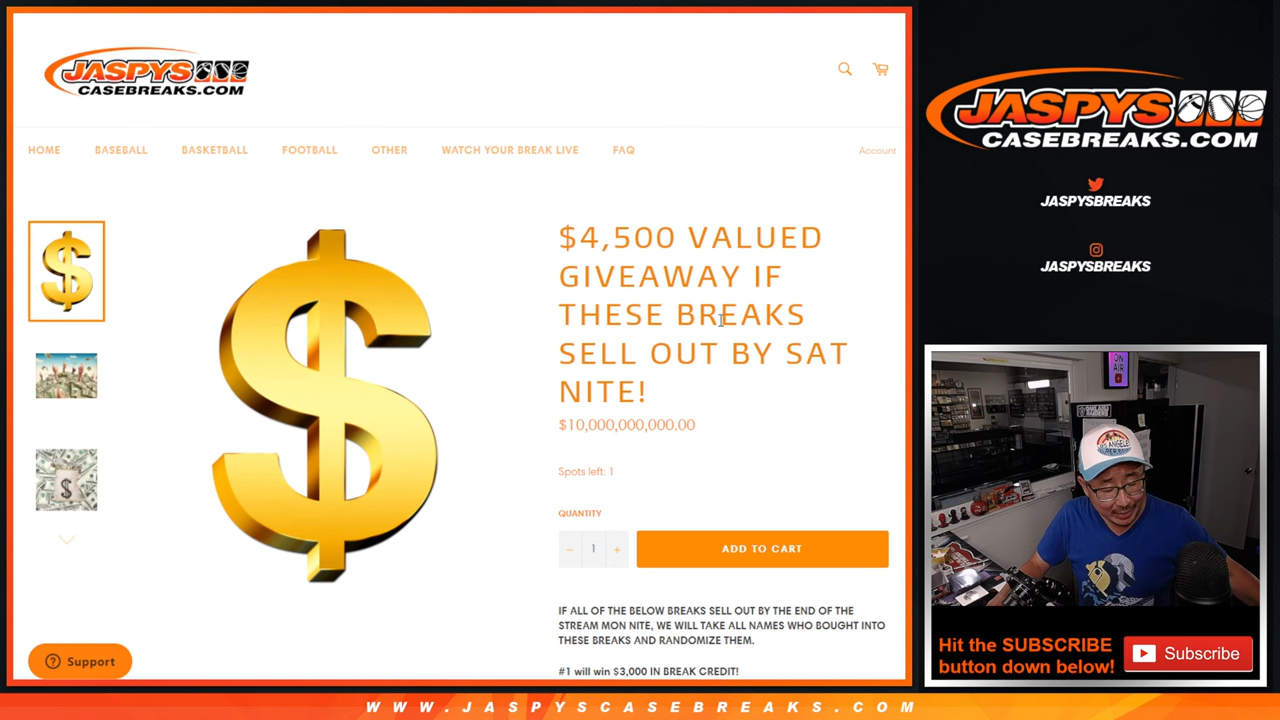 JASPYS
CASEBREAKS.COM
HOME
BASEBALL
BASKETBALL
FOOTBALL
OTHER
WATCH YOUR BREAK LIVE
FAQ
Account
$4,500 VALUED
GIVEAWAY IF
THESE BREAKS
SELL OUT BY SAT
NITE!
$10,000,000,000.00
Spots left: 1
QUANTITY
−
1
+
ADD TO CART
IF ALL OF THE BELOW BREAKS SELL OUT BY THE END OF THE
STREAM MON NITE, WE WILL TAKE ALL NAMES WHO BOUGHT INTO
THESE BREAKS AND RANDOMIZE THEM.
#1 will win $3,000 IN BREAK CREDIT!
Support
JASPYS
CASEBREAKS.COM
JASPYSBREAKS
JASPYSBREAKS
ON
AIR
Hit the SUBSCRIBE
button down below!
Subscribe
WWW.JASPYSCASEBREAKS.COM